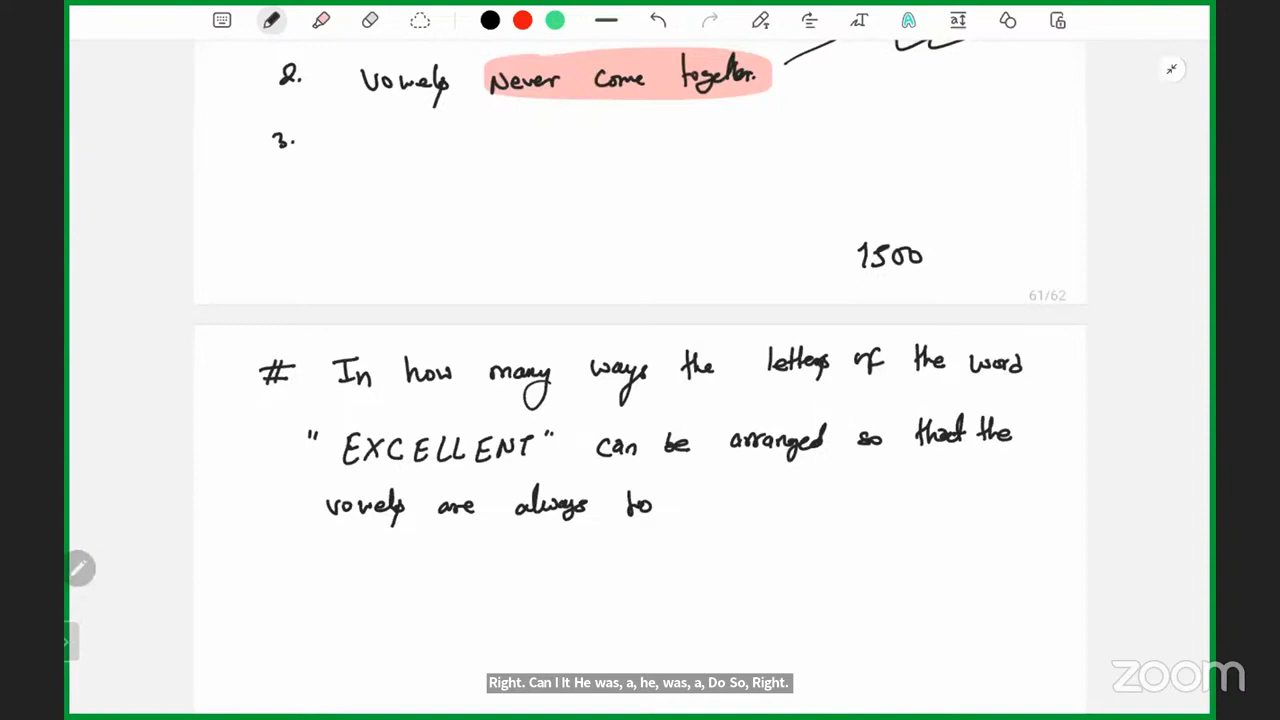 2. Vowels Never come together.
3.
1500
61/62
# In how many ways the letters of the word
"EXCELLENT" can be arranged so that the
vowels are always to
Right. Can I It He was, a, he, was, a, Do So, Right.
zoom